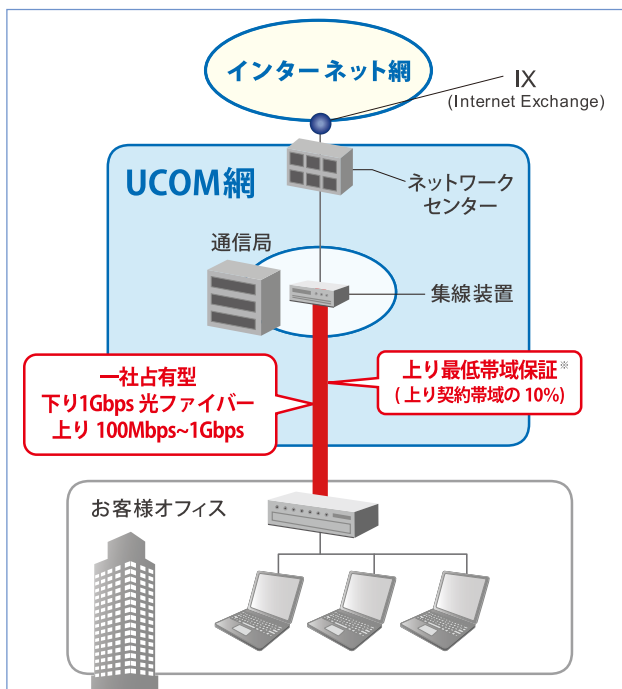 インターネット網
IX
(Internet Exchange)
UCOM網
ネットワーク
センター
通信局
集線装置
一社占有型
下り1Gbps 光ファイバー
上り 100Mbps~1Gbps
上り最低帯域保証※
(上り契約帯域の 10%)
お客様オフィス